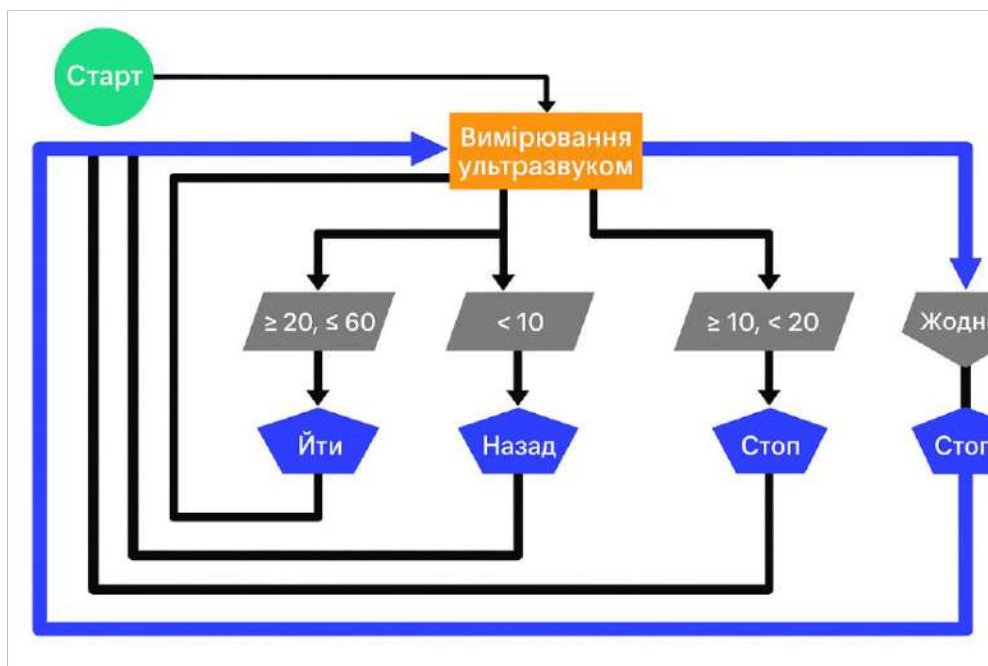 Старт
Вимірювання
ультразвуком
≥ 20, ≤ 60
< 10
≥ 10, < 20
Йти
Назад
Стоп